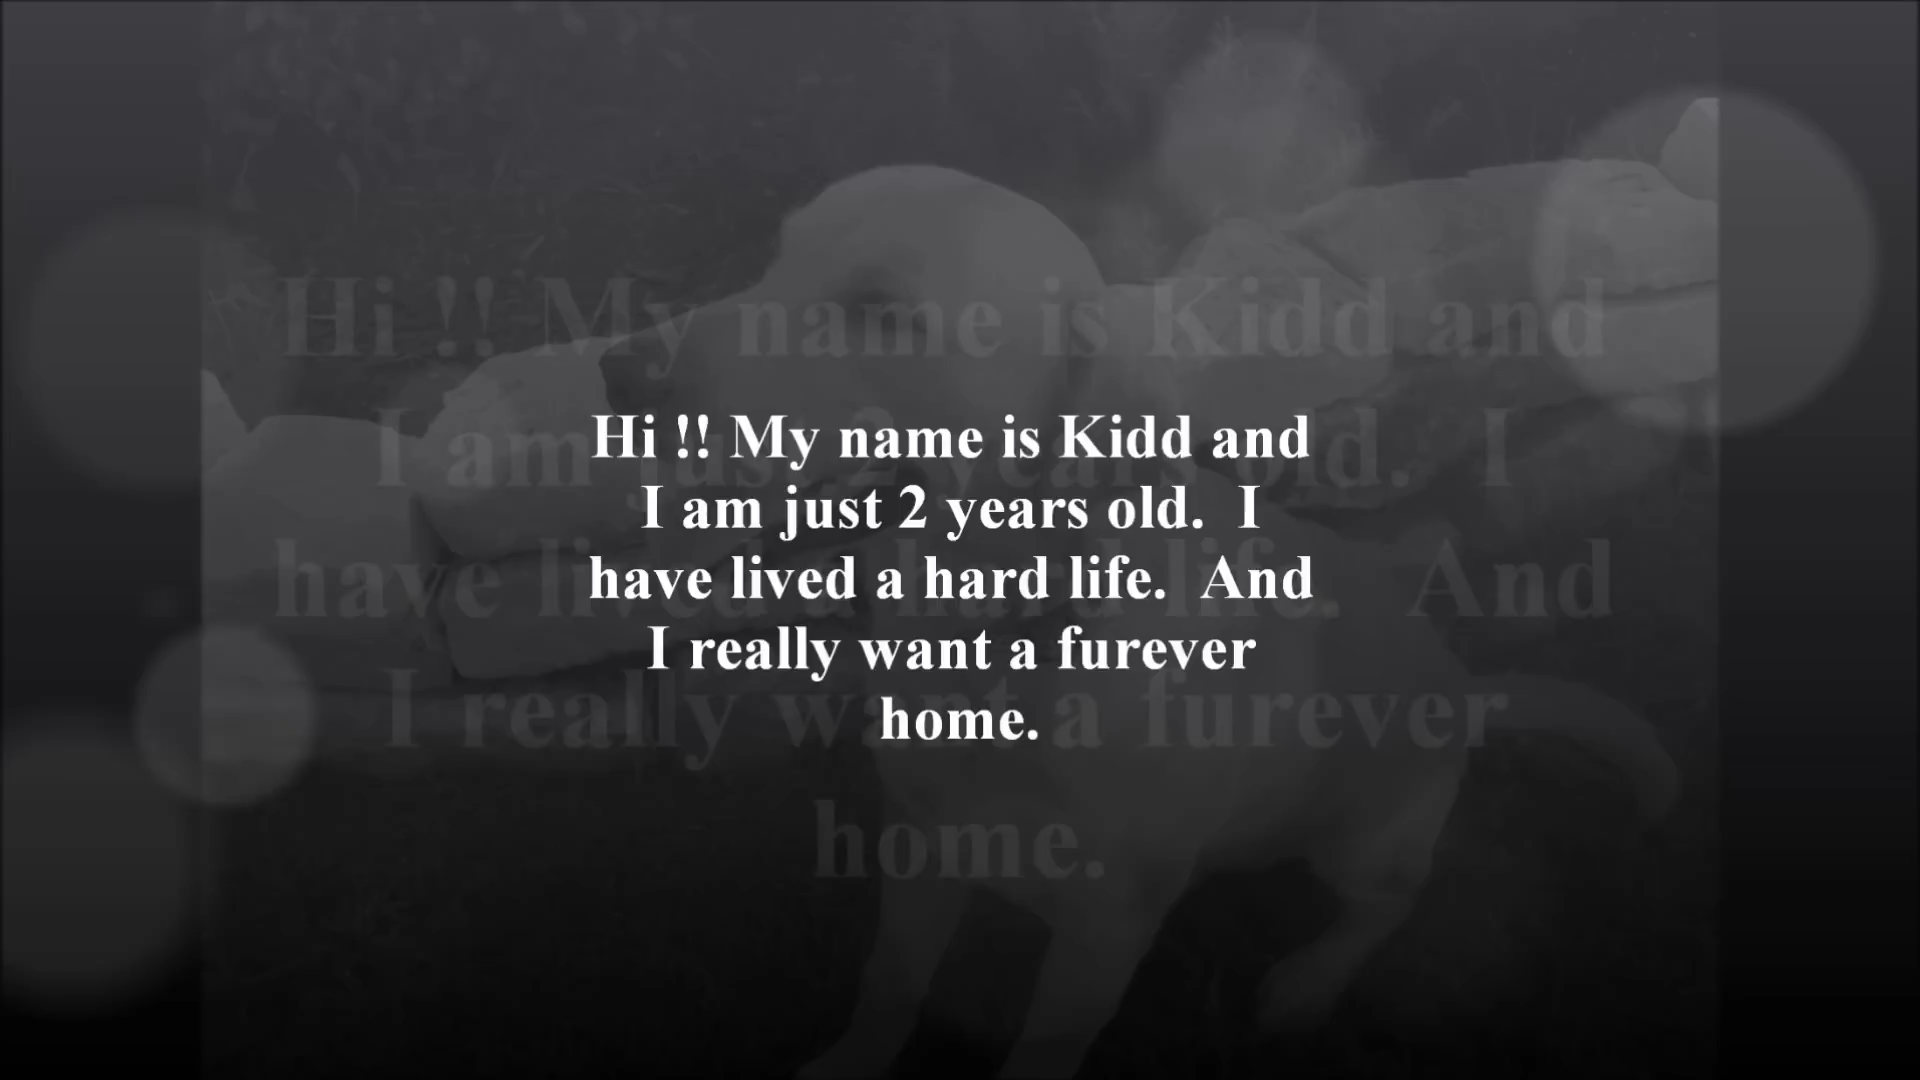 Hi !! My name is Kidd and
I am just 2 years old. I
have lived a hard life. And
I really want a furever
home.